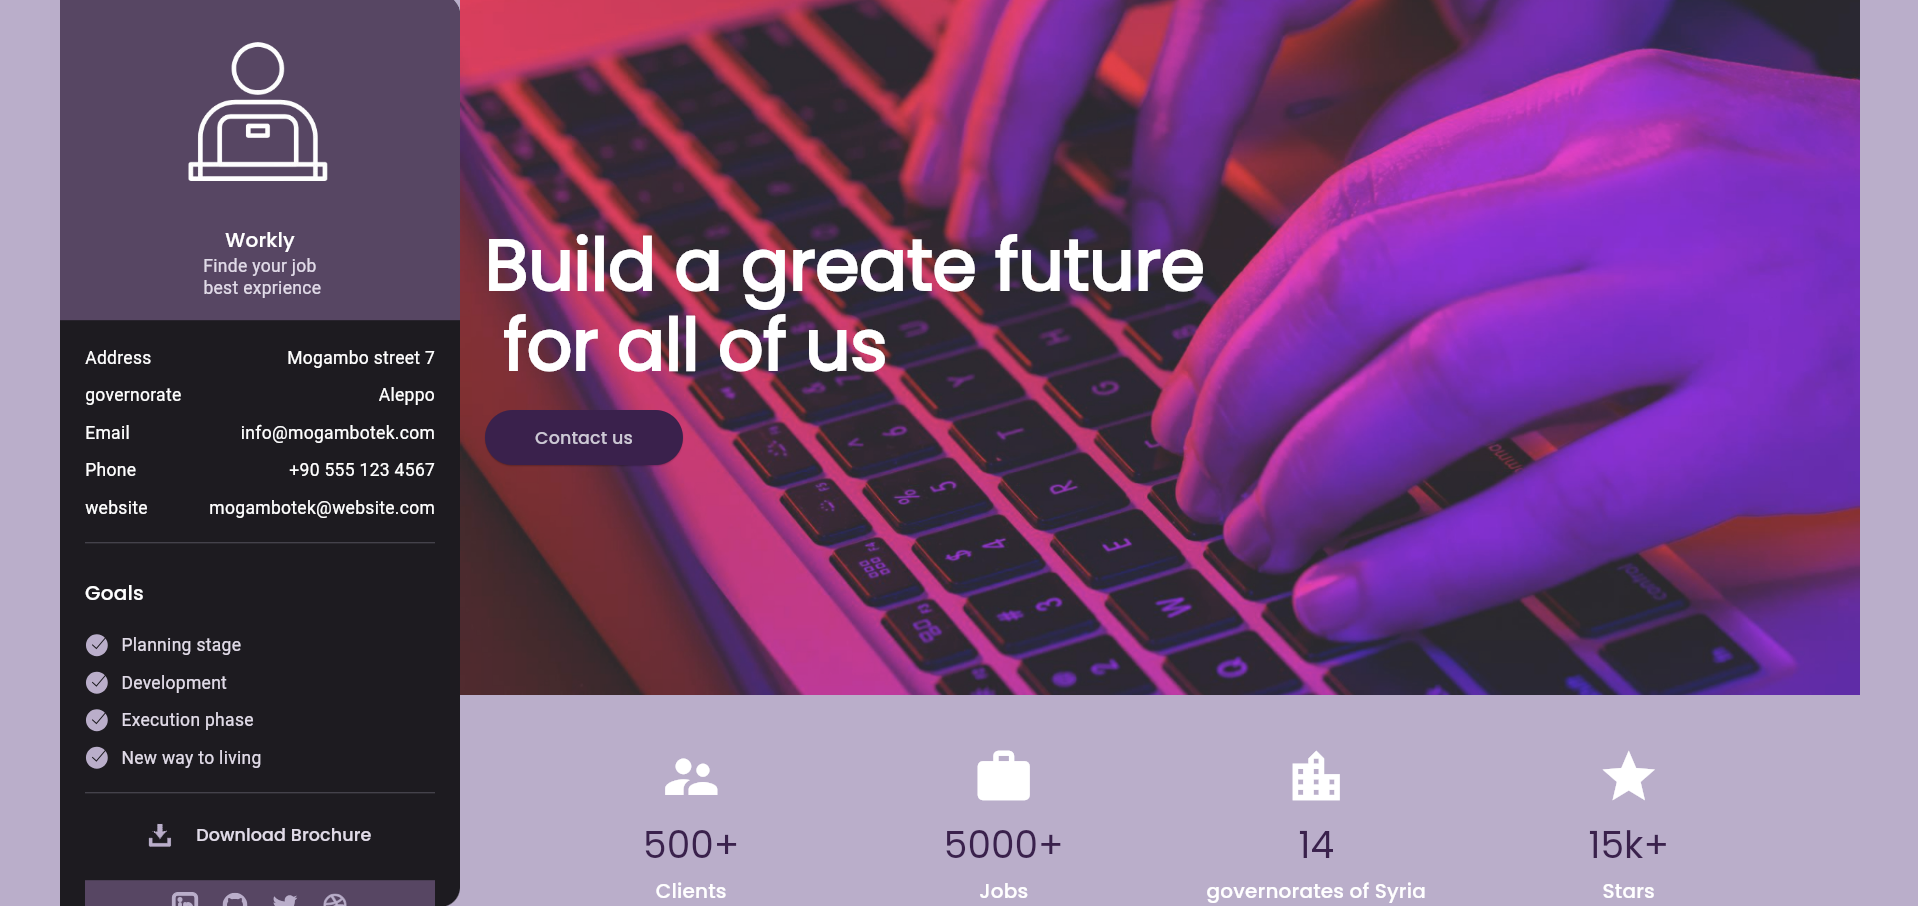 Workly
Finde your job
best exprience
Address Mogambo street 7
governorate Aleppo
Email info@mogambotek.com
Phone +90 555 123 4567
website mogambotek@website.com
Goals
Planning stage
Development
Execution phase
New way to living
Download Brochure
Build a greate future
for all of us
Contact us
500+
Clients
5000+
Jobs
14
governorates of Syria
15k+
Stars